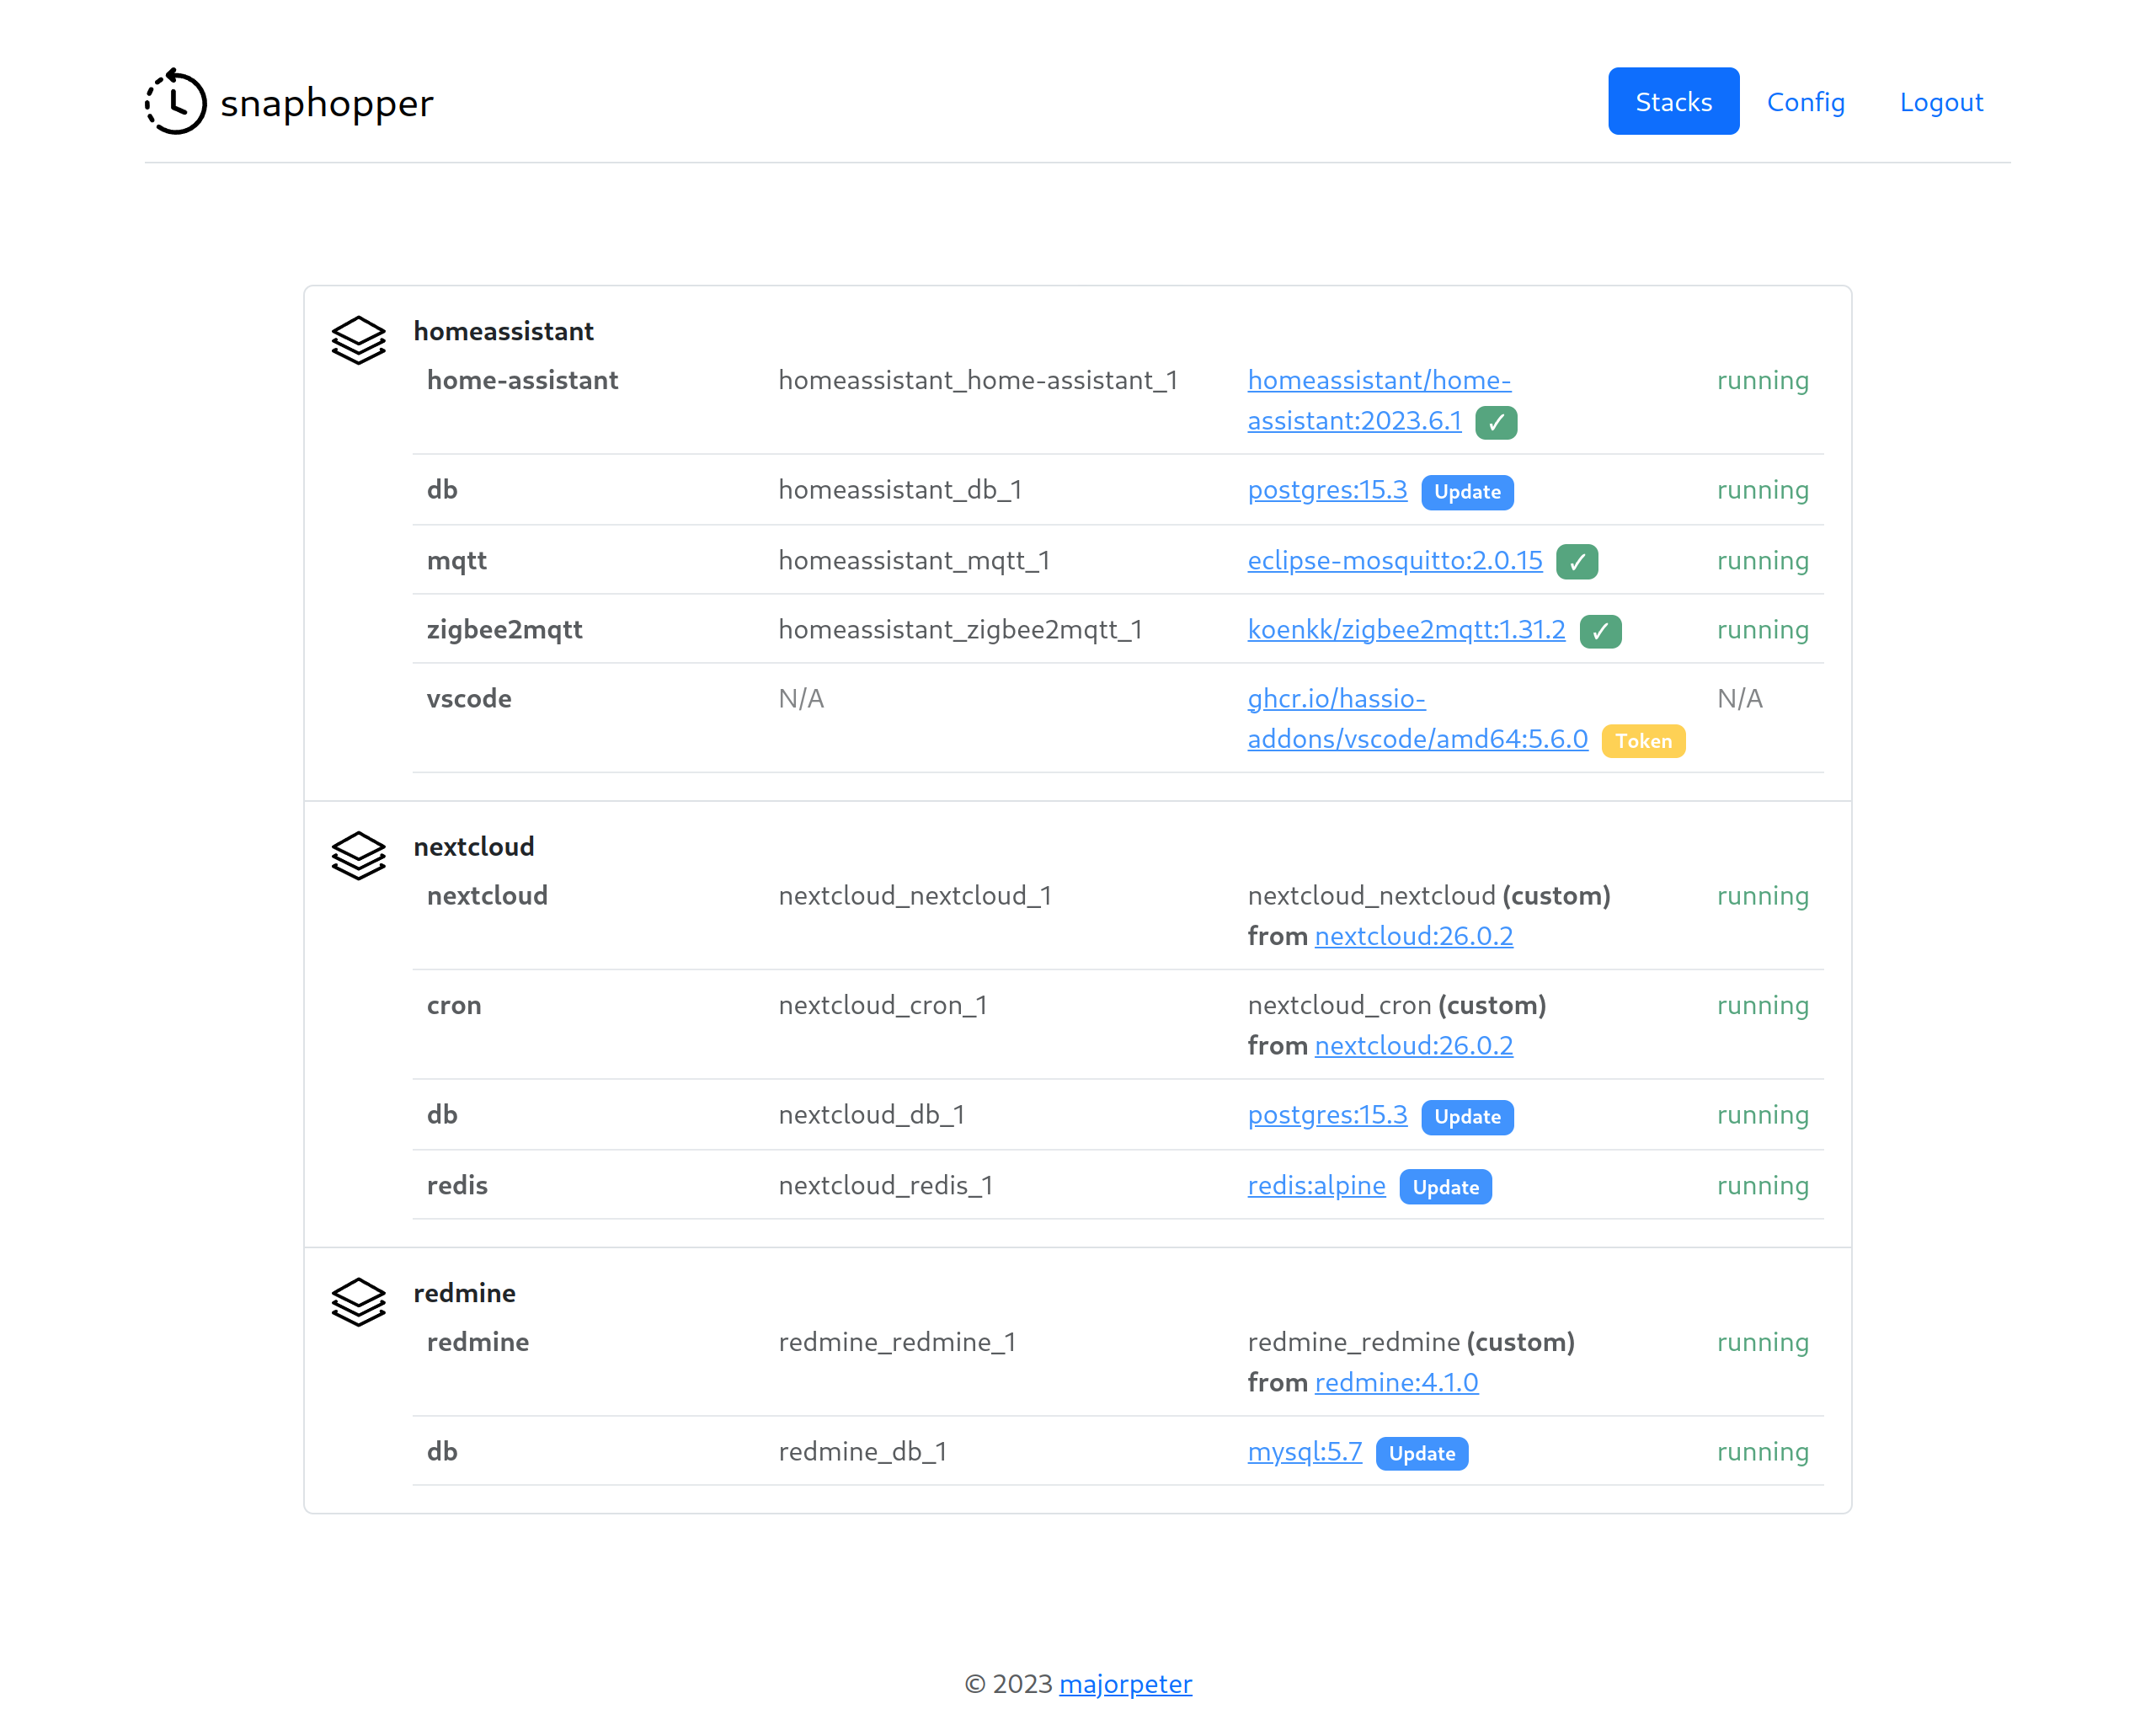 snaphopper Stacks Config Logout
homeassistant
home-assistant homeassistant_home-assistant_1 homeassistant/home- running
assistant:2023.6.1 ✓
db homeassistant_db_1 postgres:15.3 Update running
mqtt homeassistant_mqtt_1 eclipse-mosquitto:2.0.15 ✓ running
zigbee2mqtt homeassistant_zigbee2mqtt_1 koenkk/zigbee2mqtt:1.31.2 ✓ running
vscode N/A ghcr.io/hassio- N/A
addons/vscode/amd64:5.6.0 Token
nextcloud
nextcloud nextcloud_nextcloud_1 nextcloud_nextcloud (custom) running
from nextcloud:26.0.2
cron nextcloud_cron_1 nextcloud_cron (custom) running
from nextcloud:26.0.2
db nextcloud_db_1 postgres:15.3 Update running
redis nextcloud_redis_1 redis:alpine Update running
redmine
redmine redmine_redmine_1 redmine_redmine (custom) running
from redmine:4.1.0
db redmine_db_1 mysql:5.7 Update running
© 2023 majorpeter